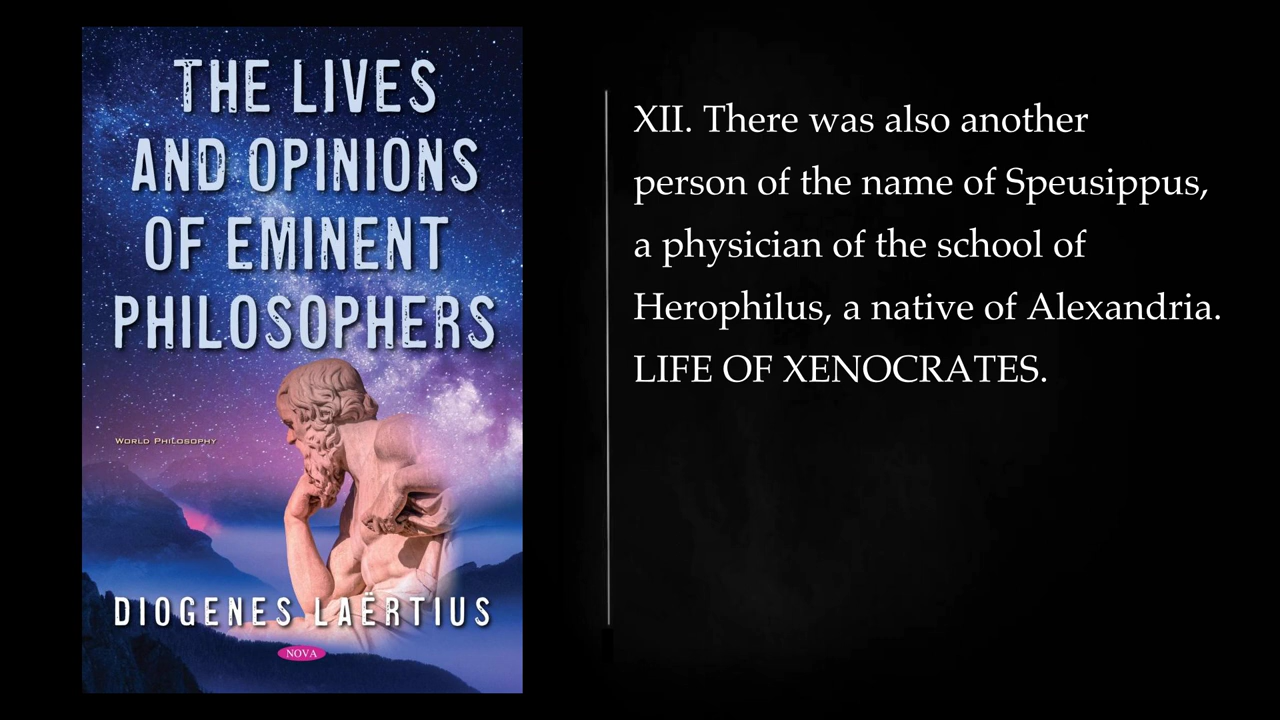 THE LIVES
AND OPINIONS
OF EMINENT
PHILOSOPHERS
WORLD PHILOSOPHY
DIOGENES LAËRTIUS
NOVA
XII. There was also another
person of the name of Speusippus,
a physician of the school of
Herophilus, a native of Alexandria.
LIFE OF XENOCRATES.